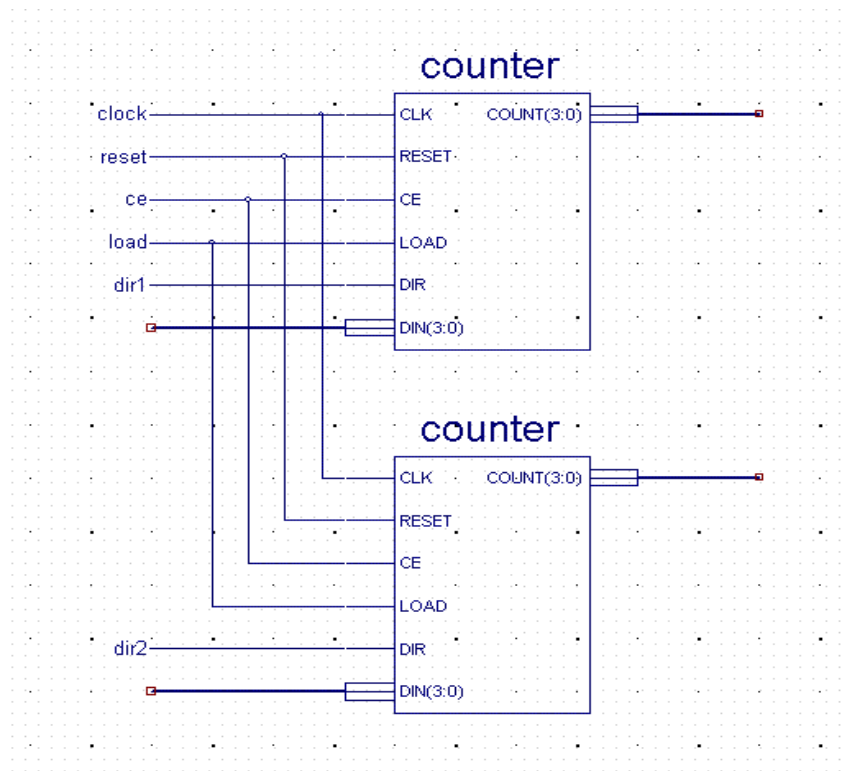 counter
clock CLK COUNT(3:0)
reset RESET
ce CE
load LOAD
dir1 DIR
DIN(3:0)
counter
CLK COUNT(3:0)
RESET
CE
LOAD
dir2 DIR
DIN(3:0)